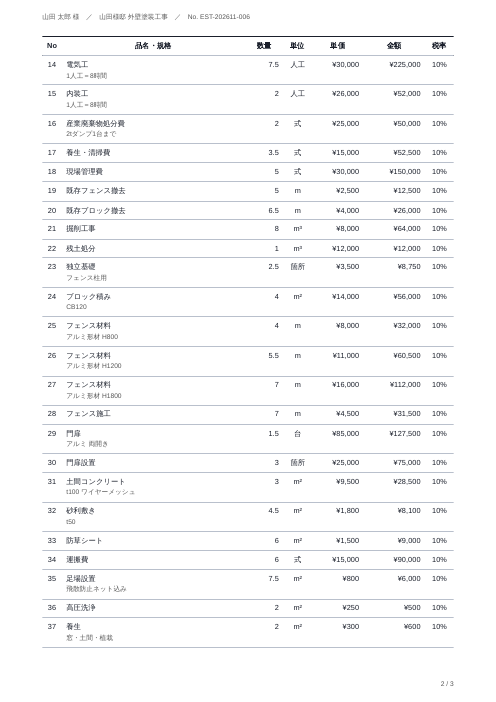 山田 太郎 様　／　山田様邸 外壁塗装工事　／　No. EST-202611-006
No 品名・規格 数量 単位 単価 金額 税率
14 電気工 7.5 人工 ¥30,000 ¥225,000 10%
1人工＝8時間
15 内装工 2 人工 ¥26,000 ¥52,000 10%
1人工＝8時間
16 産業廃棄物処分費 2 式 ¥25,000 ¥50,000 10%
2tダンプ1台まで
17 養生・清掃費 3.5 式 ¥15,000 ¥52,500 10%
18 現場管理費 5 式 ¥30,000 ¥150,000 10%
19 既存フェンス撤去 5 m ¥2,500 ¥12,500 10%
20 既存ブロック撤去 6.5 m ¥4,000 ¥26,000 10%
21 掘削工事 8 m³ ¥8,000 ¥64,000 10%
22 残土処分 1 m³ ¥12,000 ¥12,000 10%
23 独立基礎 2.5 箇所 ¥3,500 ¥8,750 10%
フェンス柱用
24 ブロック積み 4 m² ¥14,000 ¥56,000 10%
CB120
25 フェンス材料 4 m ¥8,000 ¥32,000 10%
アルミ形材 H800
26 フェンス材料 5.5 m ¥11,000 ¥60,500 10%
アルミ形材 H1200
27 フェンス材料 7 m ¥16,000 ¥112,000 10%
アルミ形材 H1800
28 フェンス施工 7 m ¥4,500 ¥31,500 10%
29 門扉 1.5 台 ¥85,000 ¥127,500 10%
アルミ 両開き
30 門扉設置 3 箇所 ¥25,000 ¥75,000 10%
31 土間コンクリート 3 m² ¥9,500 ¥28,500 10%
t100 ワイヤーメッシュ
32 砂利敷き 4.5 m² ¥1,800 ¥8,100 10%
t50
33 防草シート 6 m² ¥1,500 ¥9,000 10%
34 運搬費 6 式 ¥15,000 ¥90,000 10%
35 足場設置 7.5 m² ¥800 ¥6,000 10%
飛散防止ネット込み
36 高圧洗浄 2 m² ¥250 ¥500 10%
37 養生 2 m² ¥300 ¥600 10%
窓・土間・植栽
2 / 3